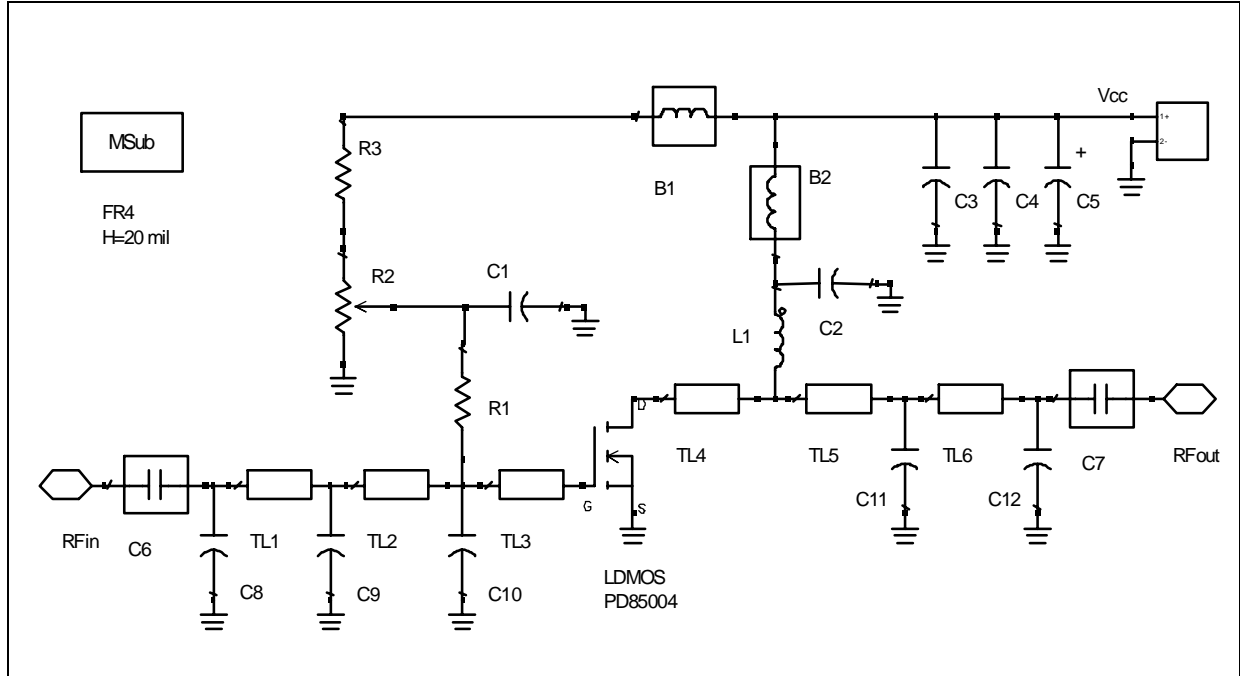 Vcc
1+
2-
MSub
R3
B1
B2
C3
C4
C5
+
FR4
H=20 mil
R2
C1
C2
L1
R1
D
TL4
TL5
TL6
C7
RFout
G
S
C11
C12
RFin
C6
TL1
TL2
TL3
C8
C9
C10
LDMOS
PD85004